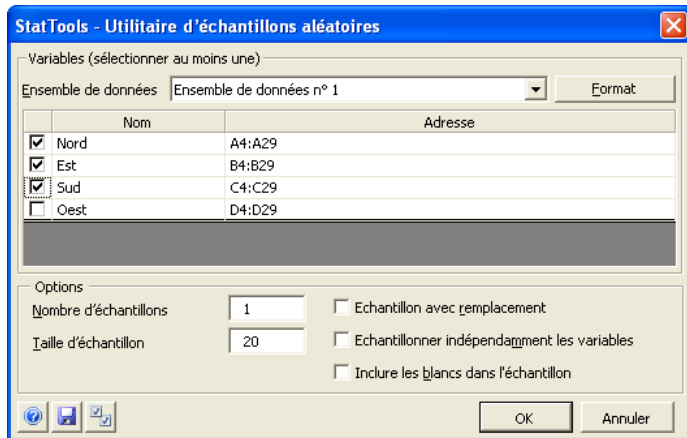 StatTools - Utilitaire d'échantillons aléatoires
Variables (sélectionner au moins une)
Ensemble de données Ensemble de données n° 1 Format
Nom Adresse
Nord A4:A29
Est B4:B29
Sud C4:C29
Oest D4:D29
Options
Nombre d'échantillons 1 Echantillon avec remplacement
Taille d'échantillon 20 Echantillonner indépendamment les variables
Inclure les blancs dans l'échantillon
OK Annuler